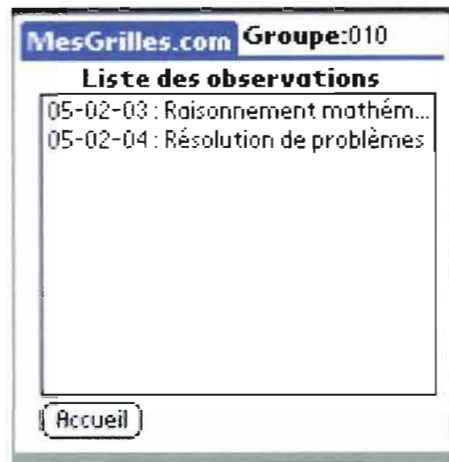 MesGrilles.com Groupe:010
Liste des observations
05-02-03 : Raisonnement mathém...
05-02-04 : Résolution de problèmes
Accueil